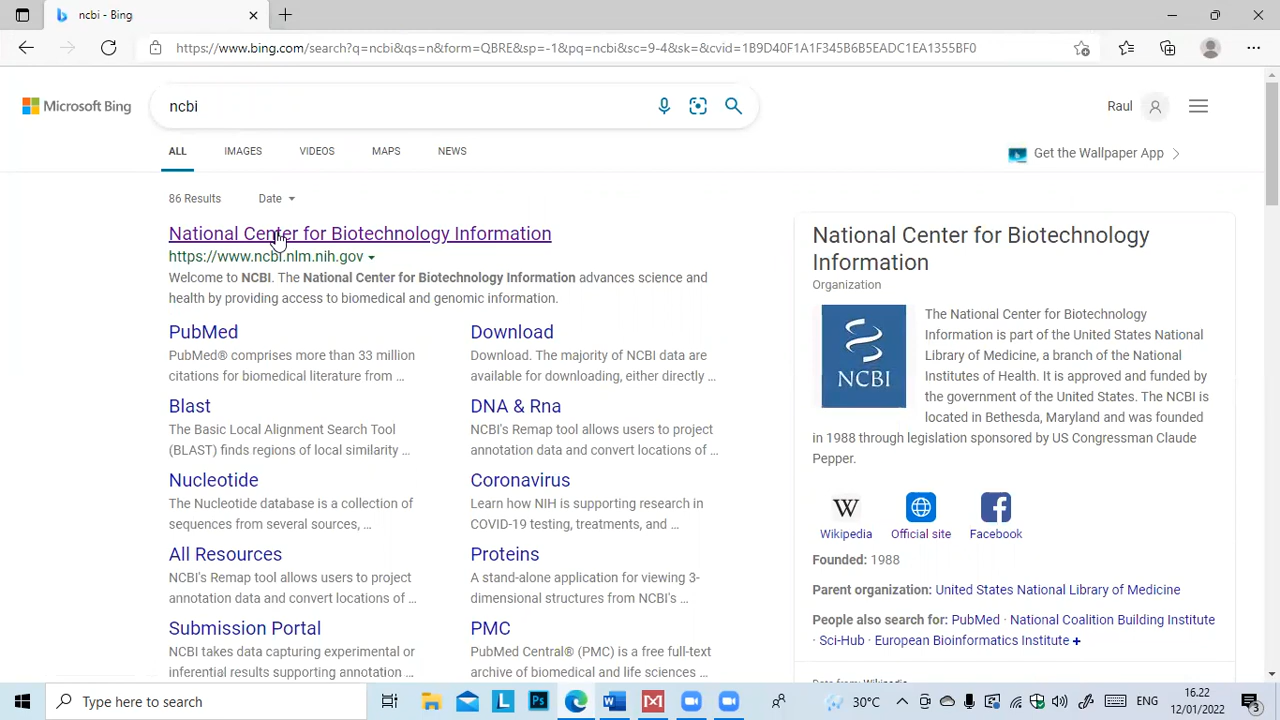 ncbi - Bing
https://www.bing.com/search?q=ncbi&qs=n&form=QBRE&sp=-1&pq=ncbi&sc=9-4&sk=&cvid=1B9D40F1A1F345B6B5EADC1EA1355BF0
Microsoft Bing
ncbi
Raul
ALL IMAGES VIDEOS MAPS NEWS
Get the Wallpaper App
86 Results Date
National Center for Biotechnology Information
https://www.ncbi.nlm.nih.gov
Welcome to NCBI. The National Center for Biotechnology Information advances science and
health by providing access to biomedical and genomic information.
PubMed
PubMed® comprises more than 33 million
citations for biomedical literature from ...
Download
Download. The majority of NCBI data are
available for downloading, either directly ...
Blast
The Basic Local Alignment Search Tool
(BLAST) finds regions of local similarity ...
DNA & Rna
NCBI's Remap tool allows users to project
annotation data and convert locations of ...
Nucleotide
The Nucleotide database is a collection of
sequences from several sources, ...
Coronavirus
Learn how NIH is supporting research in
COVID-19 testing, treatments, and ...
All Resources
NCBI's Remap tool allows users to project
annotation data and convert locations of ...
Proteins
A stand-alone application for viewing 3-
dimensional structures from NCBI's ...
Submission Portal
NCBI takes data capturing experimental or
inferential results supporting annotation ...
PMC
PubMed Central® (PMC) is a free full-text
archive of biomedical and life sciences ...
National Center for Biotechnology
Information
Organization
NCBI
The National Center for Biotechnology
Information is part of the United States National
Library of Medicine, a branch of the National
Institutes of Health. It is approved and funded by
the government of the United States. The NCBI is
located in Bethesda, Maryland and was founded
in 1988 through legislation sponsored by US Congressman Claude
Pepper.
W
Wikipedia Official site Facebook
Founded: 1988
Parent organization: United States National Library of Medicine
People also search for: PubMed · National Coalition Building Institute
· Sci-Hub · European Bioinformatics Institute +
Data from: Wikipedia
Type here to search
L
Ps
30°C
ENG
16.22
12/01/2022
3